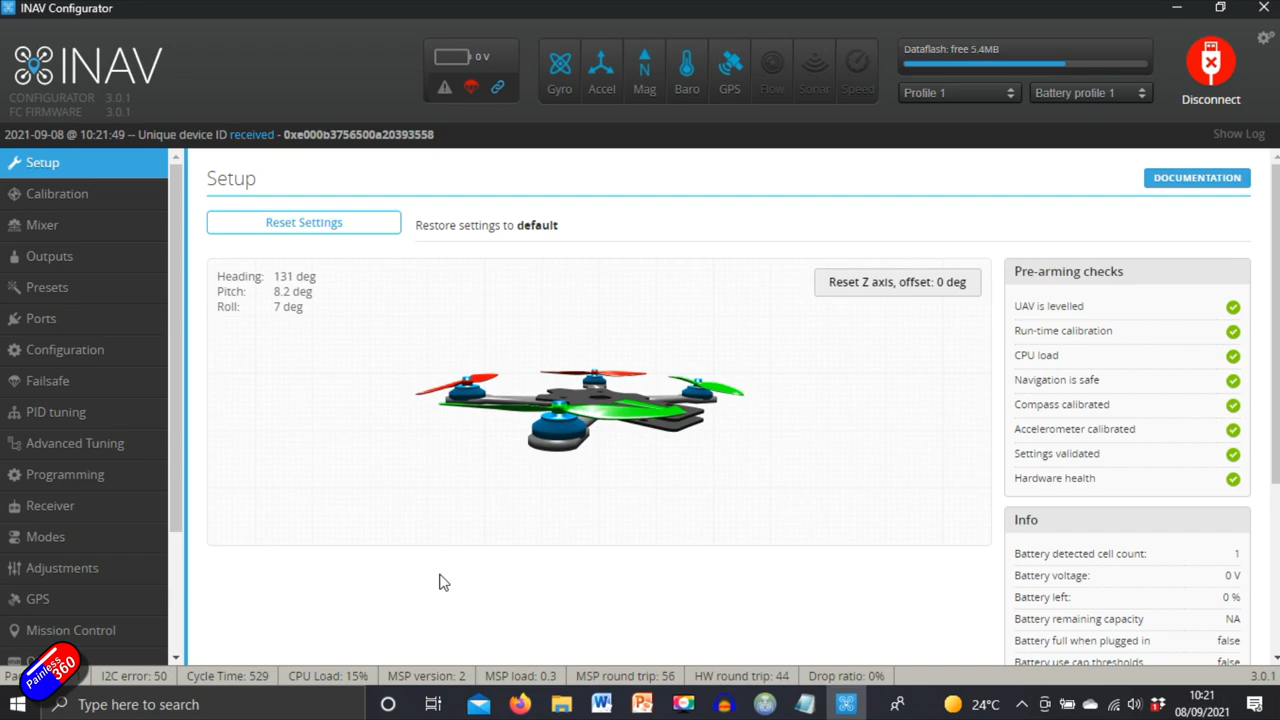 INAV Configurator
INAV
CONFIGURATOR 3.0.1
FC FIRMWARE 3.0.1
0 V
Gyro
Accel
Mag
Baro
GPS
Flow
Sonar
Speed
Dataflash: free 5.4MB
Profile 1
Battery profile 1
Disconnect
2021-09-08 @ 10:21:49 -- Unique device ID received - 0xe000b3756500a20393558
Show Log
Setup
Calibration
Mixer
Outputs
Presets
Ports
Configuration
Failsafe
PID tuning
Advanced Tuning
Programming
Receiver
Modes
Adjustments
GPS
Mission Control
Setup
DOCUMENTATION
Reset Settings
Restore settings to default
Heading: 131 deg
Pitch: 8.2 deg
Roll: 7 deg
Reset Z axis, offset: 0 deg
Pre-arming checks
UAV is levelled
Run-time calibration
CPU load
Navigation is safe
Compass calibrated
Accelerometer calibrated
Settings validated
Hardware health
Info
Battery detected cell count: 1
Battery voltage: 0 V
Battery left: 0 %
Battery remaining capacity NA
Battery full when plugged in false
Battery use cap thresholds false
Painless360
I2C error: 50
Cycle Time: 529
CPU Load: 15%
MSP version: 2
MSP load: 0.3
MSP round trip: 56
HW round trip: 44
Drop ratio: 0%
3.0.1
Type here to search
24°C
10:21
08/09/2021